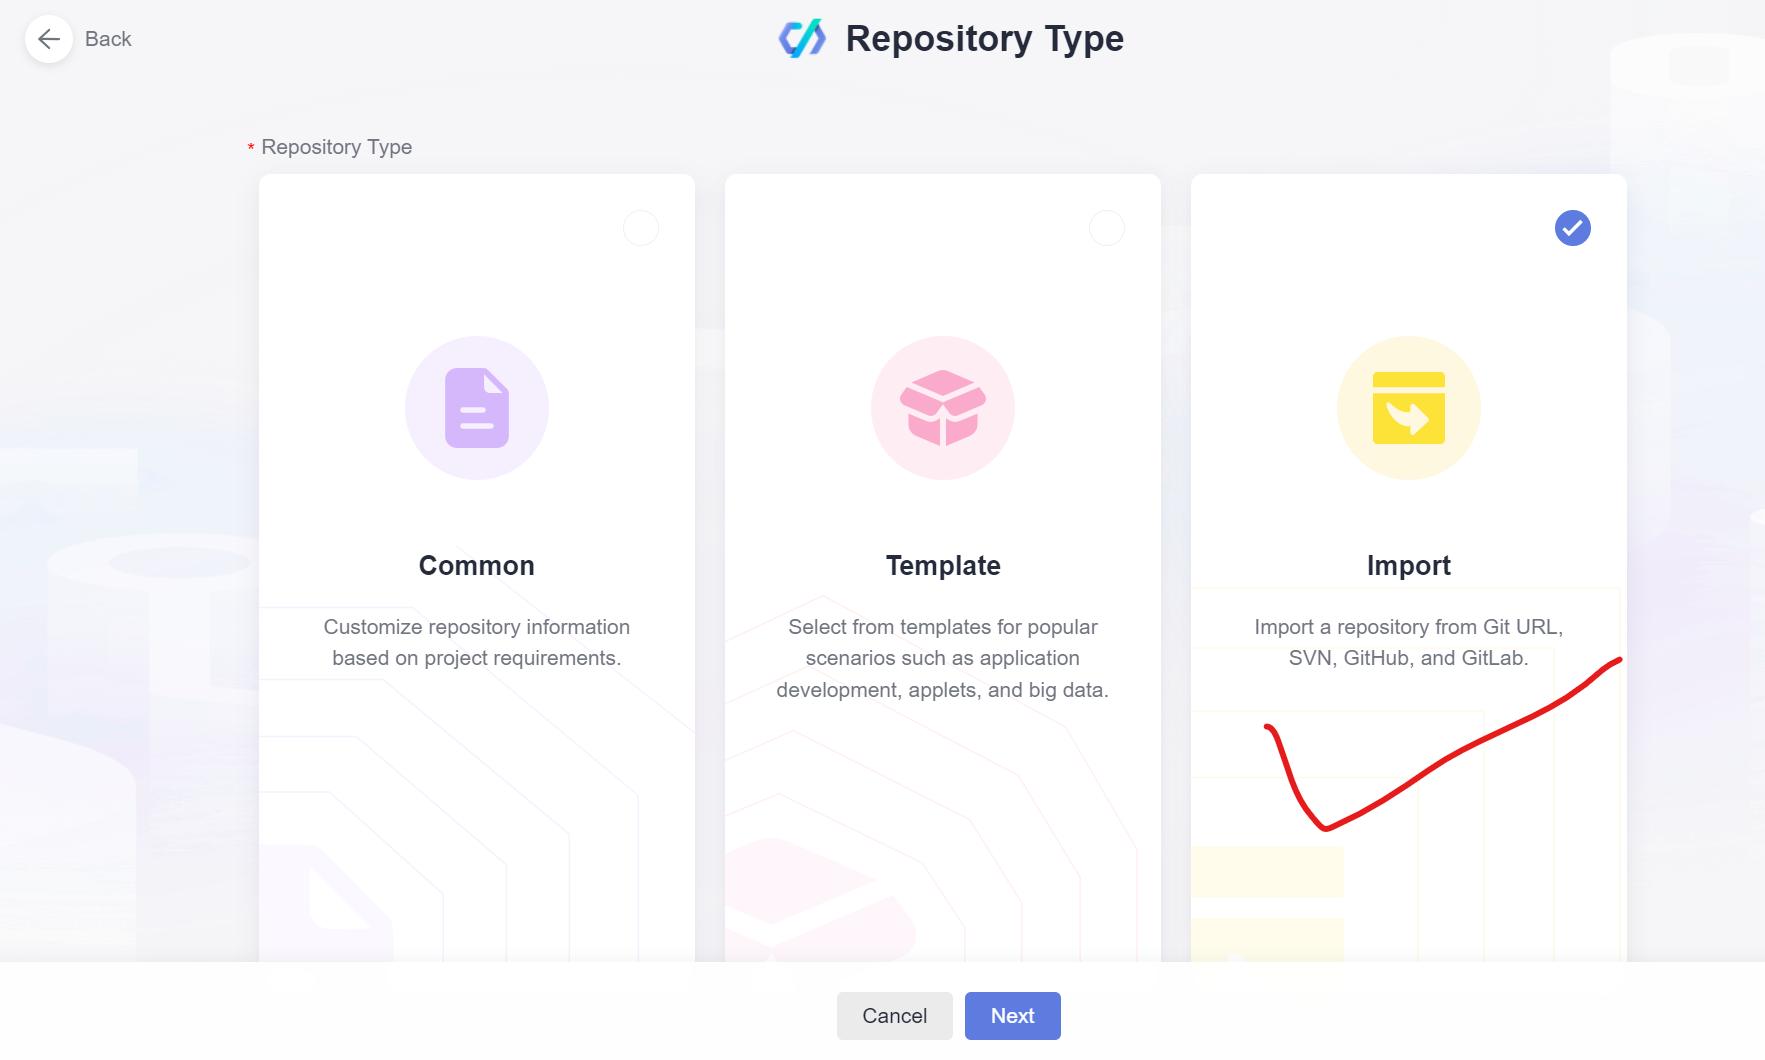 Back
Repository Type
* Repository Type
Common
Customize repository information
based on project requirements.
Template
Select from templates for popular
scenarios such as application
development, applets, and big data.
Import
Import a repository from Git URL,
SVN, GitHub, and GitLab.
Cancel
Next